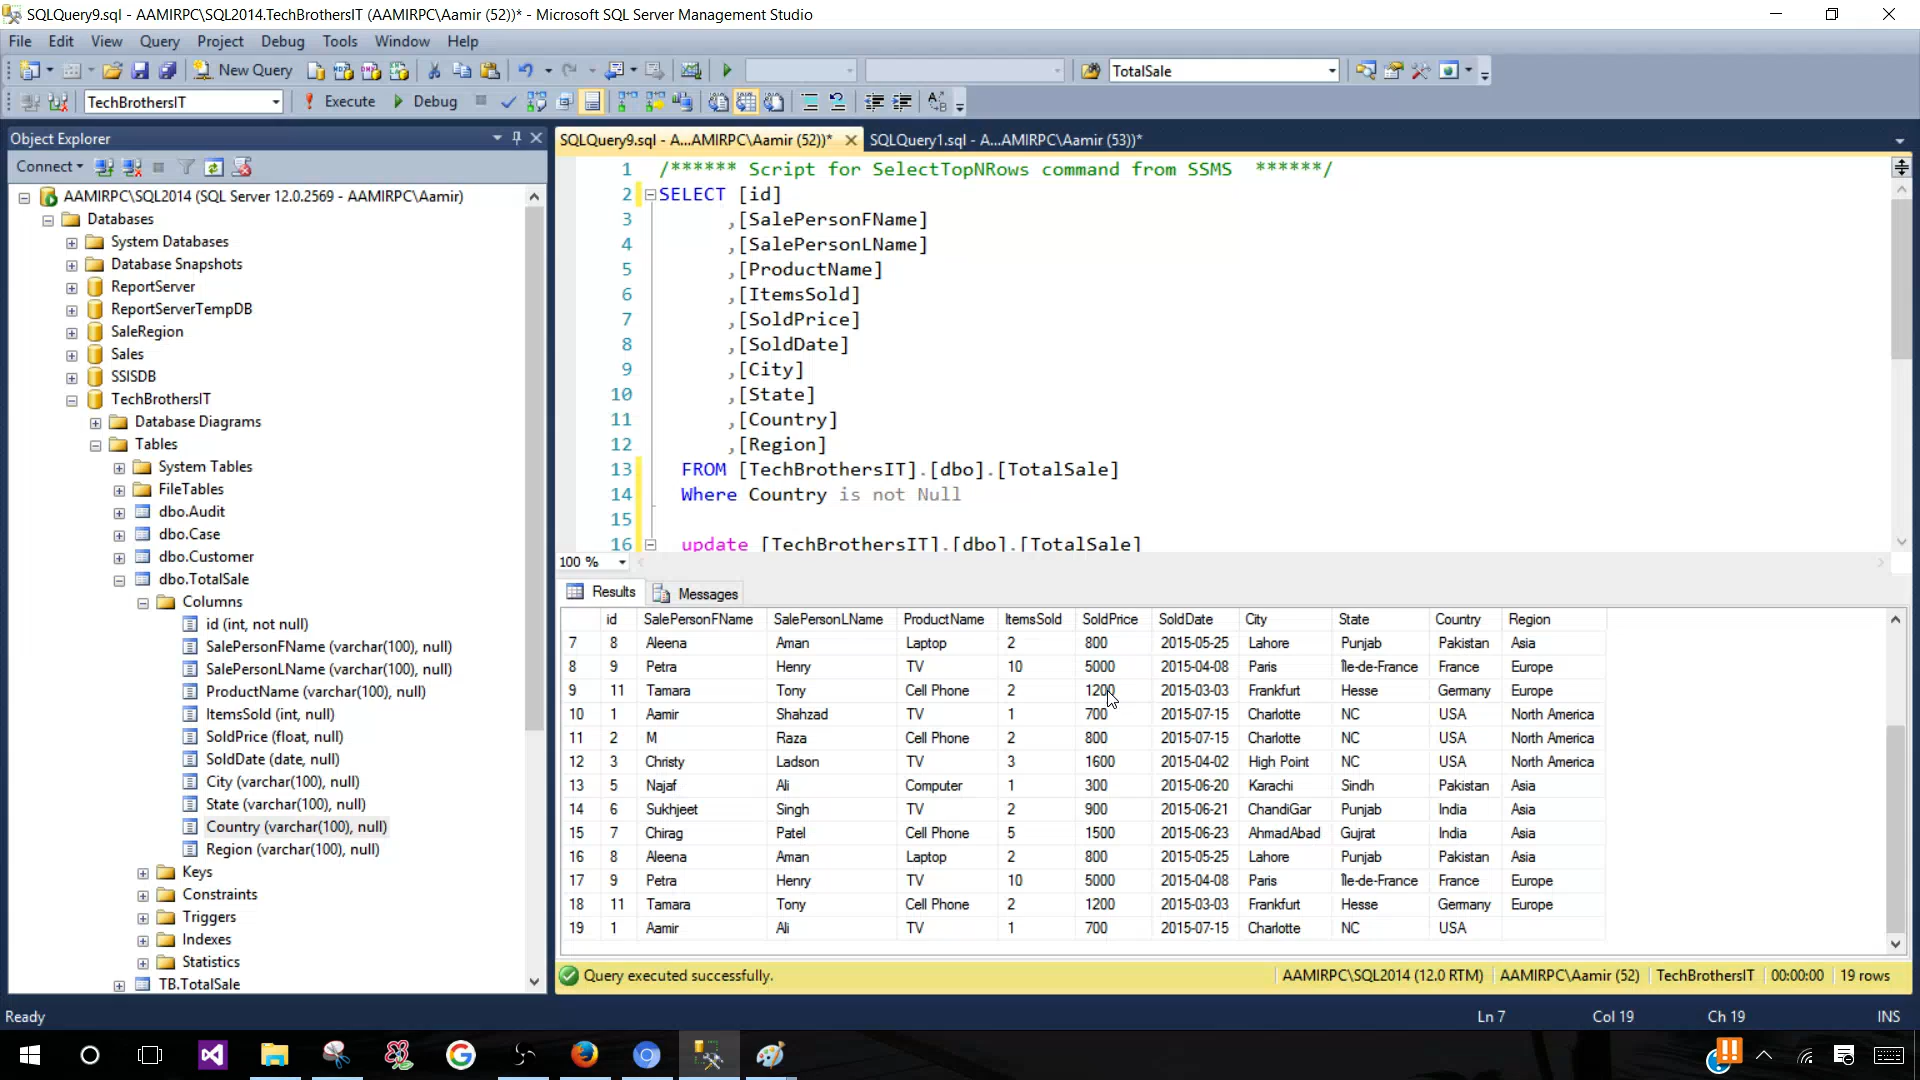 SQLQuery9.sql - AAMIRPC\SQL2014.TechBrothersIT (AAMIRPC\Aamir (52))* - Microsoft SQL Server Management Studio
File Edit View Query Project Debug Tools Window Help
New Query TotalSale
TechBrothersIT Execute Debug
Object Explorer
Connect
AAMIRPC\SQL2014 (SQL Server 12.0.2569 - AAMIRPC\Aamir)
Databases
System Databases
Database Snapshots
ReportServer
ReportServerTempDB
SaleRegion
Sales
SSISDB
TechBrothersIT
Database Diagrams
Tables
System Tables
FileTables
dbo.Audit
dbo.Case
dbo.Customer
dbo.TotalSale
Columns
id (int, not null)
SalePersonFName (varchar(100), null)
SalePersonLName (varchar(100), null)
ProductName (varchar(100), null)
ItemsSold (int, null)
SoldPrice (float, null)
SoldDate (date, null)
City (varchar(100), null)
State (varchar(100), null)
Country (varchar(100), null)
Region (varchar(100), null)
Keys
Constraints
Triggers
Indexes
Statistics
TB.TotalSale
SQLQuery9.sql - A...AMIRPC\Aamir (52))* SQLQuery1.sql - A...AMIRPC\Aamir (53))*
1 /****** Script for SelectTopNRows command from SSMS ******/
2 SELECT [id]
3 ,[SalePersonFName]
4 ,[SalePersonLName]
5 ,[ProductName]
6 ,[ItemsSold]
7 ,[SoldPrice]
8 ,[SoldDate]
9 ,[City]
10 ,[State]
11 ,[Country]
12 ,[Region]
13 FROM [TechBrothersIT].[dbo].[TotalSale]
14 Where Country is not Null
15
16 update [TechBrothersIT].[dbo].[TotalSale]
100 %
Results Messages
id SalePersonFName SalePersonLName ProductName ItemsSold SoldPrice SoldDate City State Country Region
7 8 Aleena Aman Laptop 2 800 2015-05-25 Lahore Punjab Pakistan Asia
8 9 Petra Henry TV 10 5000 2015-04-08 Paris Île-de-France France Europe
9 11 Tamara Tony Cell Phone 2 1200 2015-03-03 Frankfurt Hesse Germany Europe
10 1 Aamir Shahzad TV 1 700 2015-07-15 Charlotte NC USA North America
11 2 M Raza Cell Phone 2 800 2015-07-15 Charlotte NC USA North America
12 3 Christy Ladson TV 3 1600 2015-04-02 High Point NC USA North America
13 5 Najaf Ali Computer 1 300 2015-06-20 Karachi Sindh Pakistan Asia
14 6 Sukhjeet Singh TV 2 900 2015-06-21 ChandiGar Punjab India Asia
15 7 Chirag Patel Cell Phone 5 1500 2015-06-23 AhmadAbad Gujrat India Asia
16 8 Aleena Aman Laptop 2 800 2015-05-25 Lahore Punjab Pakistan Asia
17 9 Petra Henry TV 10 5000 2015-04-08 Paris Île-de-France France Europe
18 11 Tamara Tony Cell Phone 2 1200 2015-03-03 Frankfurt Hesse Germany Europe
19 1 Aamir Ali TV 1 700 2015-07-15 Charlotte NC USA
Query executed successfully. AAMIRPC\SQL2014 (12.0 RTM) AAMIRPC\Aamir (52) TechBrothersIT 00:00:00 19 rows
Ready Ln 7 Col 19 Ch 19 INS